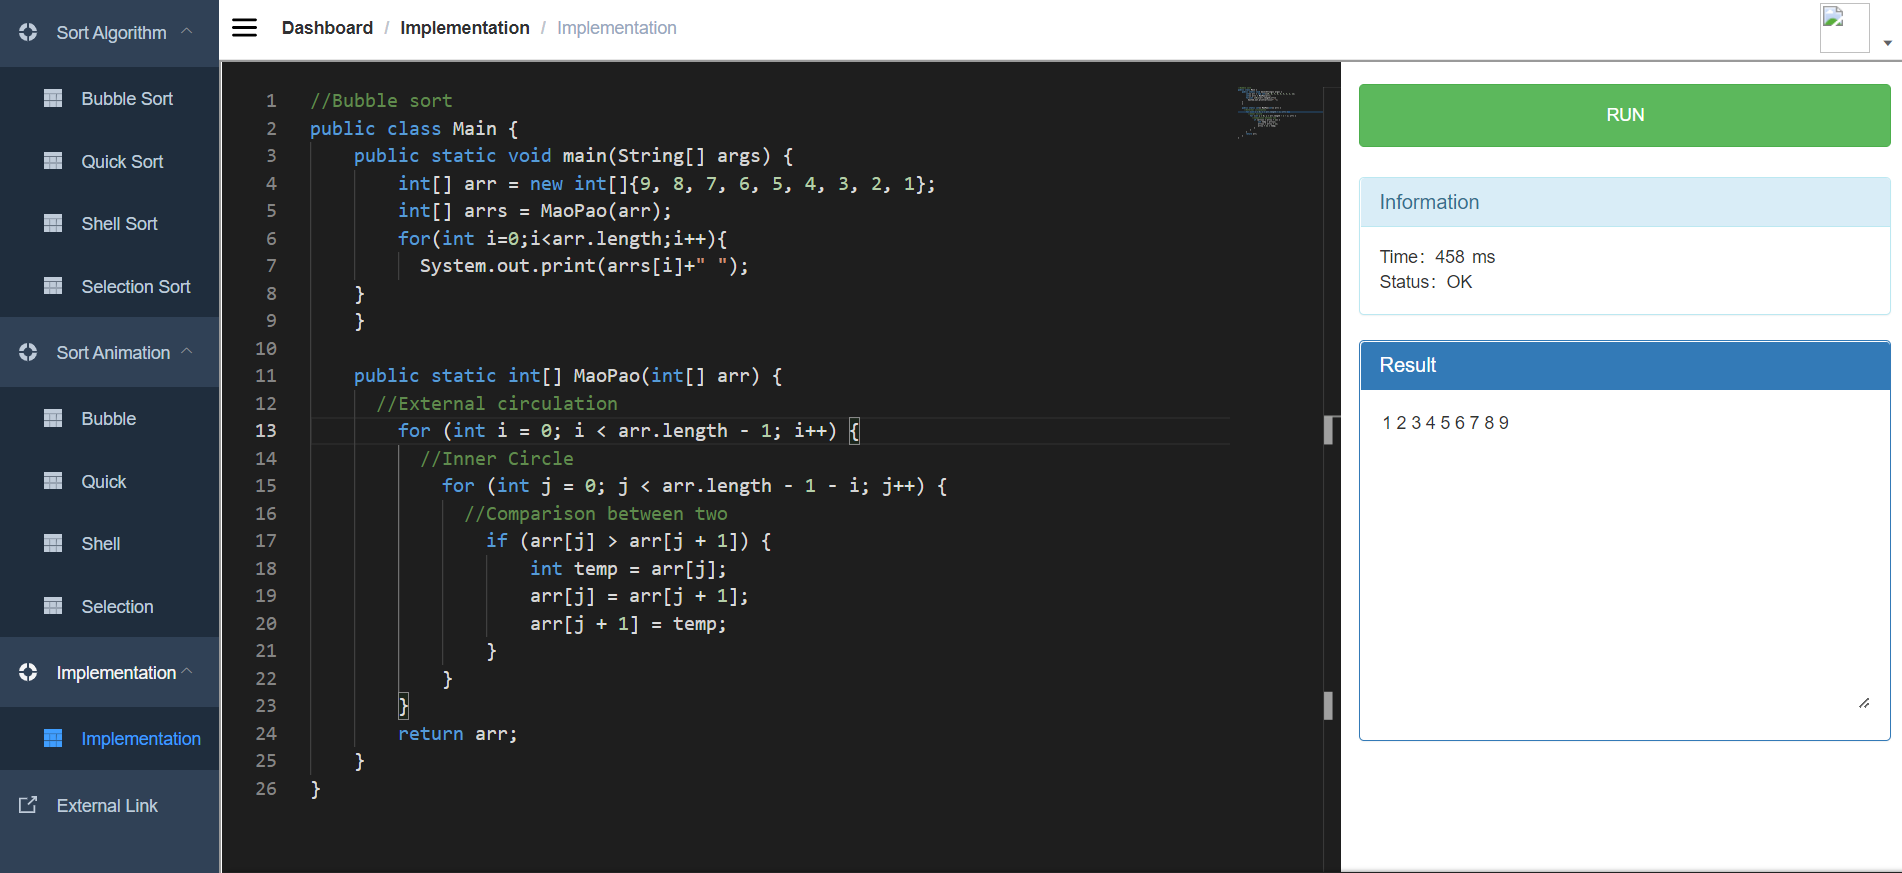 Sort Algorithm
Bubble Sort
Quick Sort
Shell Sort
Selection Sort
Sort Animation
Bubble
Quick
Shell
Selection
Implementation
Implementation
External Link
Dashboard / Implementation / Implementation
1 //Bubble sort
2 public class Main {
3     public static void main(String[] args) {
4         int[] arr = new int[]{9, 8, 7, 6, 5, 4, 3, 2, 1};
5         int[] arrs = MaoPao(arr);
6         for(int i=0;i<arr.length;i++){
7           System.out.print(arrs[i]+" ");
8     }
9     }
10
11     public static int[] MaoPao(int[] arr) {
12       //External circulation
13         for (int i = 0; i < arr.length - 1; i++) {
14           //Inner Circle
15             for (int j = 0; j < arr.length - 1 - i; j++) {
16               //Comparison between two
17                 if (arr[j] > arr[j + 1]) {
18                     int temp = arr[j];
19                     arr[j] = arr[j + 1];
20                     arr[j + 1] = temp;
21                 }
22             }
23         }
24         return arr;
25     }
26 }
RUN
Information
Time： 458 ms
Status： OK
Result
1 2 3 4 5 6 7 8 9